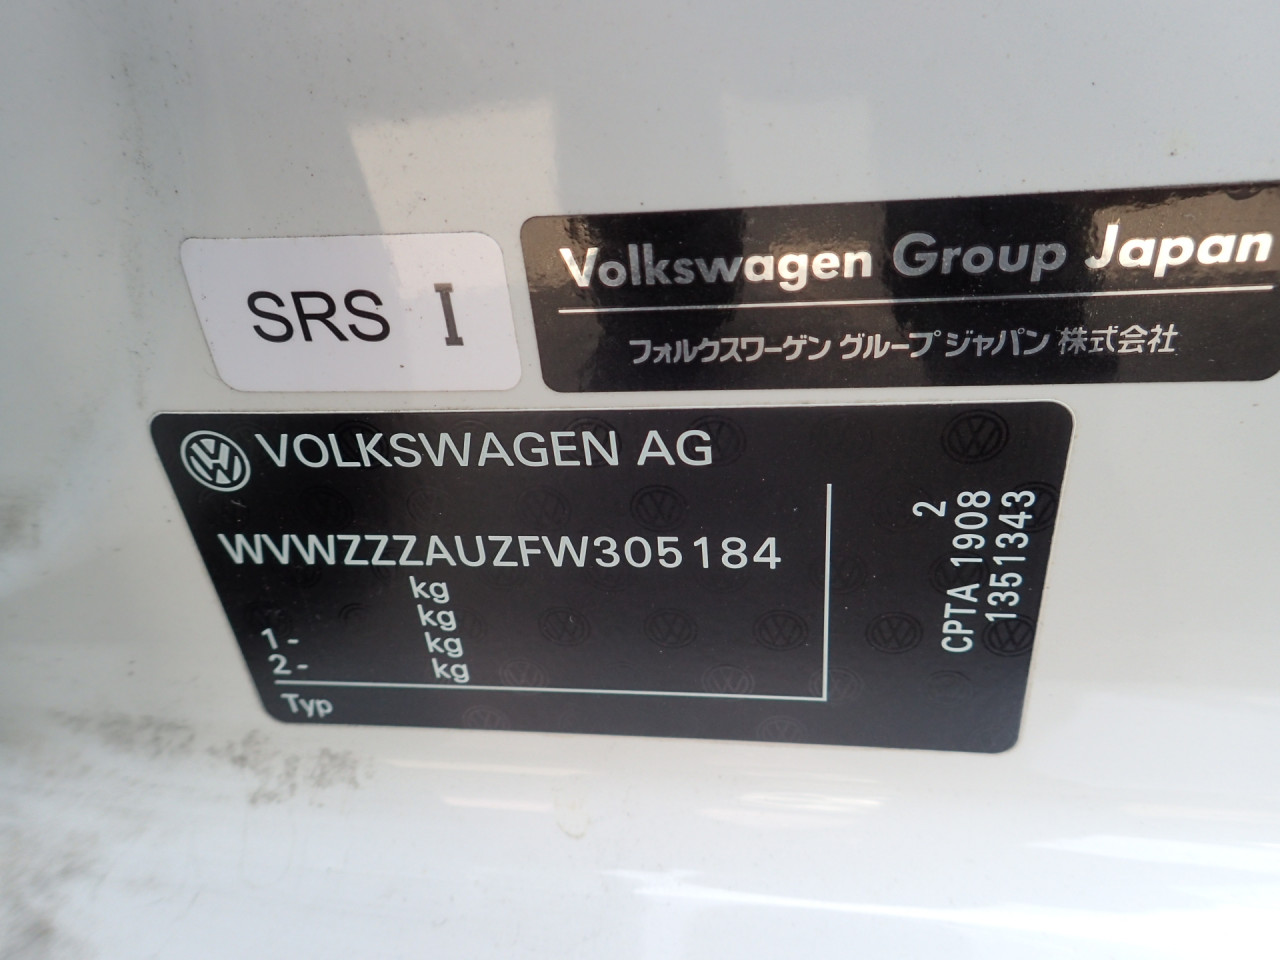 SRS I
Volkswagen Group Japan
フォルクスワーゲン グループ ジャパン 株式会社
VOLKSWAGEN AG
WVWZZZAUZFW305184
kg
kg
1- kg
2- kg
Typ
2
CPTA 1908
1351343